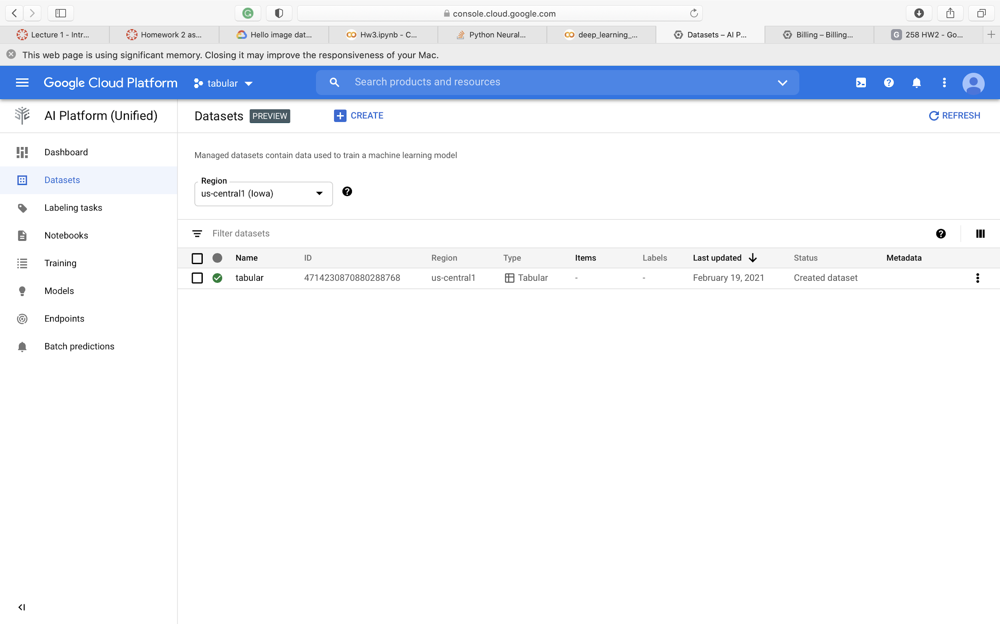 console.cloud.google.com
Lecture 1 - Intr...
Homework 2 as...
Hello image dat...
Hw3.ipynb - C...
Python Neural...
deep_learning_...
Datasets – AI P...
Billing – Billing...
G 258 HW2 - Go...
This web page is using significant memory. Closing it may improve the responsiveness of your Mac.
Google Cloud Platform
tabular
Search products and resources
AI Platform (Unified)
Datasets PREVIEW
CREATE
REFRESH
Dashboard
Datasets
Labeling tasks
Notebooks
Training
Models
Endpoints
Batch predictions
Managed datasets contain data used to train a machine learning model
Region
us-central1 (Iowa)
Filter datasets
Name ID Region Type Items Labels Last updated Status Metadata
tabular 4714230870880288768 us-central1 Tabular - - February 19, 2021 Created dataset